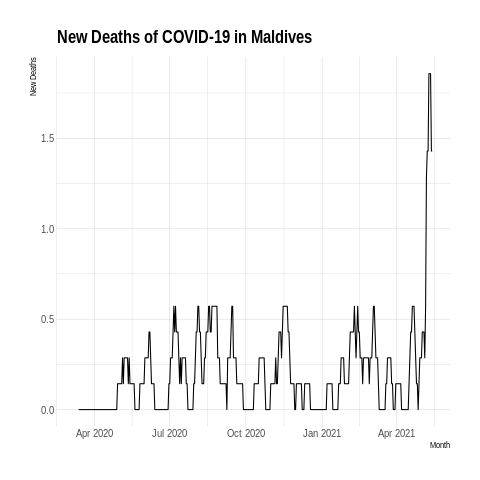 New Deaths of COVID-19 in Maldives
New Deaths
1.5
1.0
0.5
0.0
Apr 2020 Jul 2020 Oct 2020 Jan 2021 Apr 2021
Month